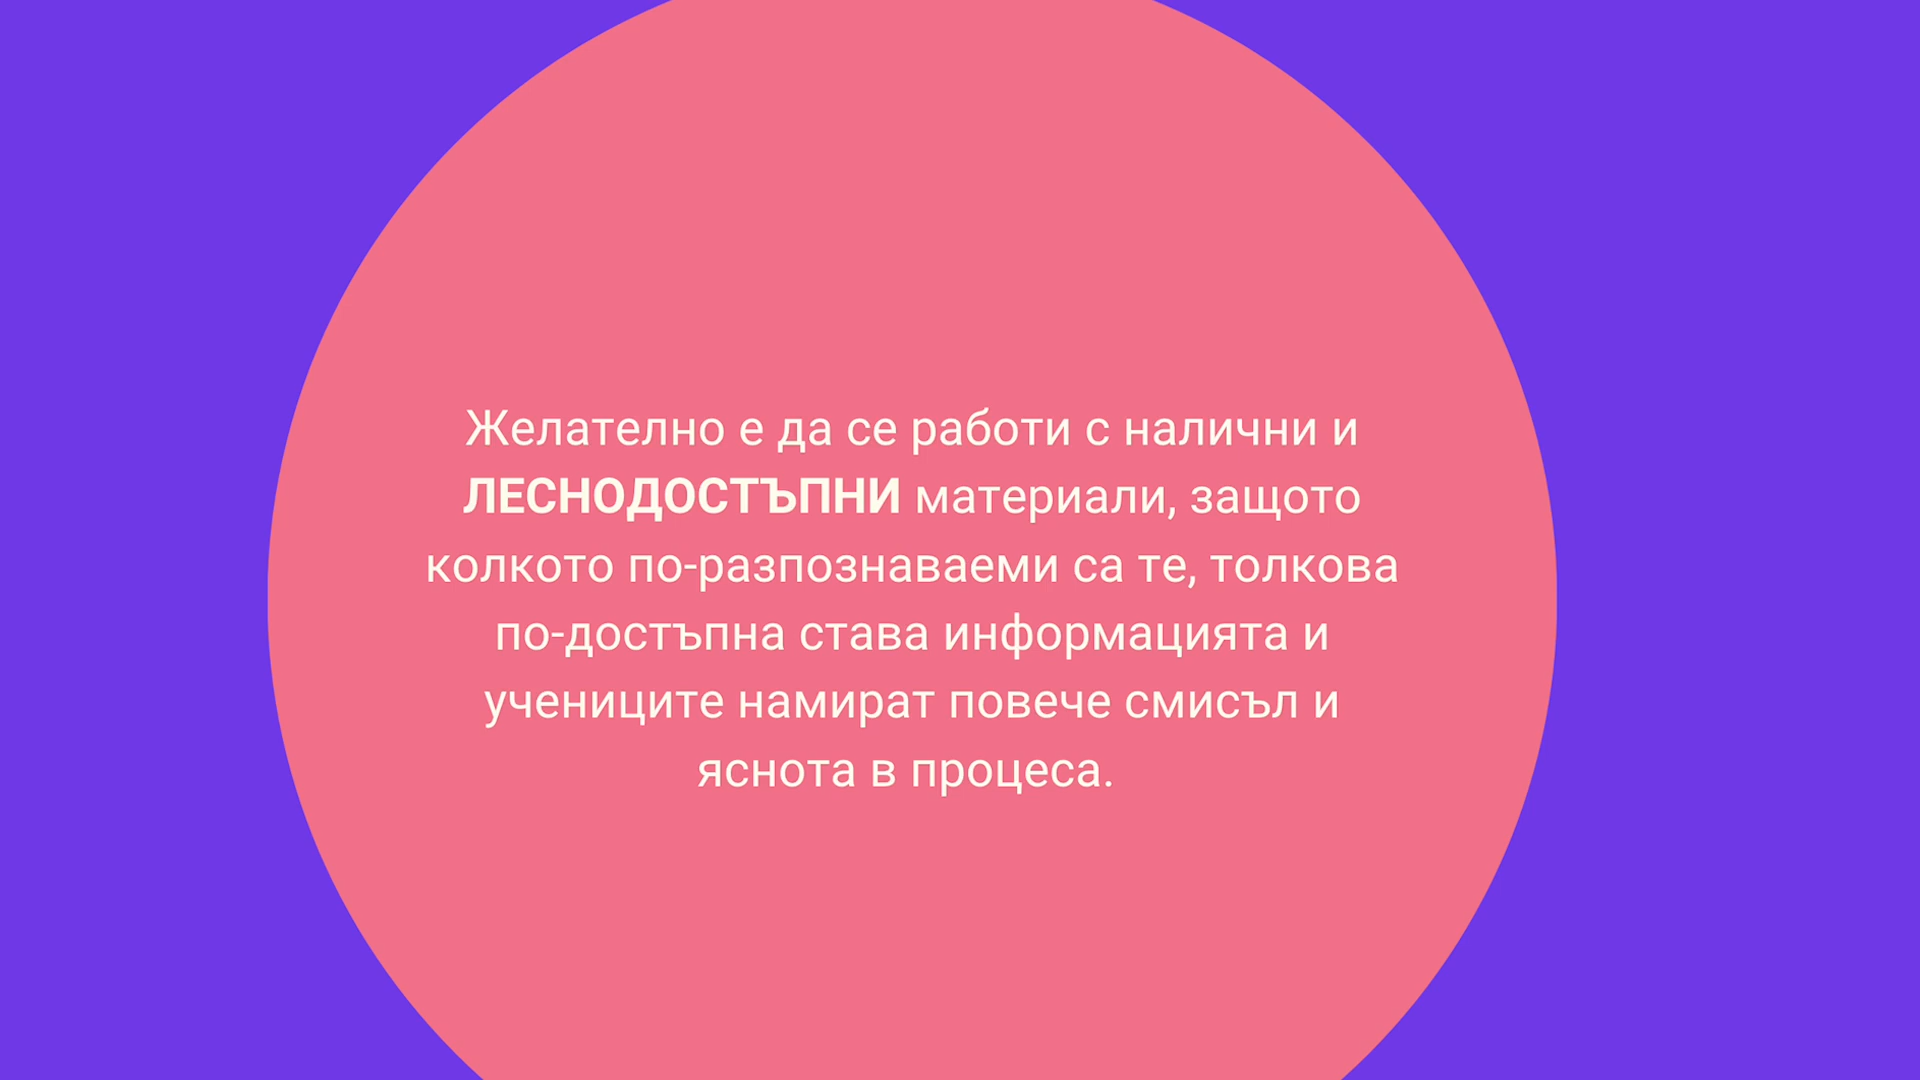 Желателно е да се работи с налични и
ЛЕСНОДОСТЪПНИ материали, защото
колкото по-разпознаваеми са те, толкова
по-достъпна става информацията и
учениците намират повече смисъл и
яснота в процеса.